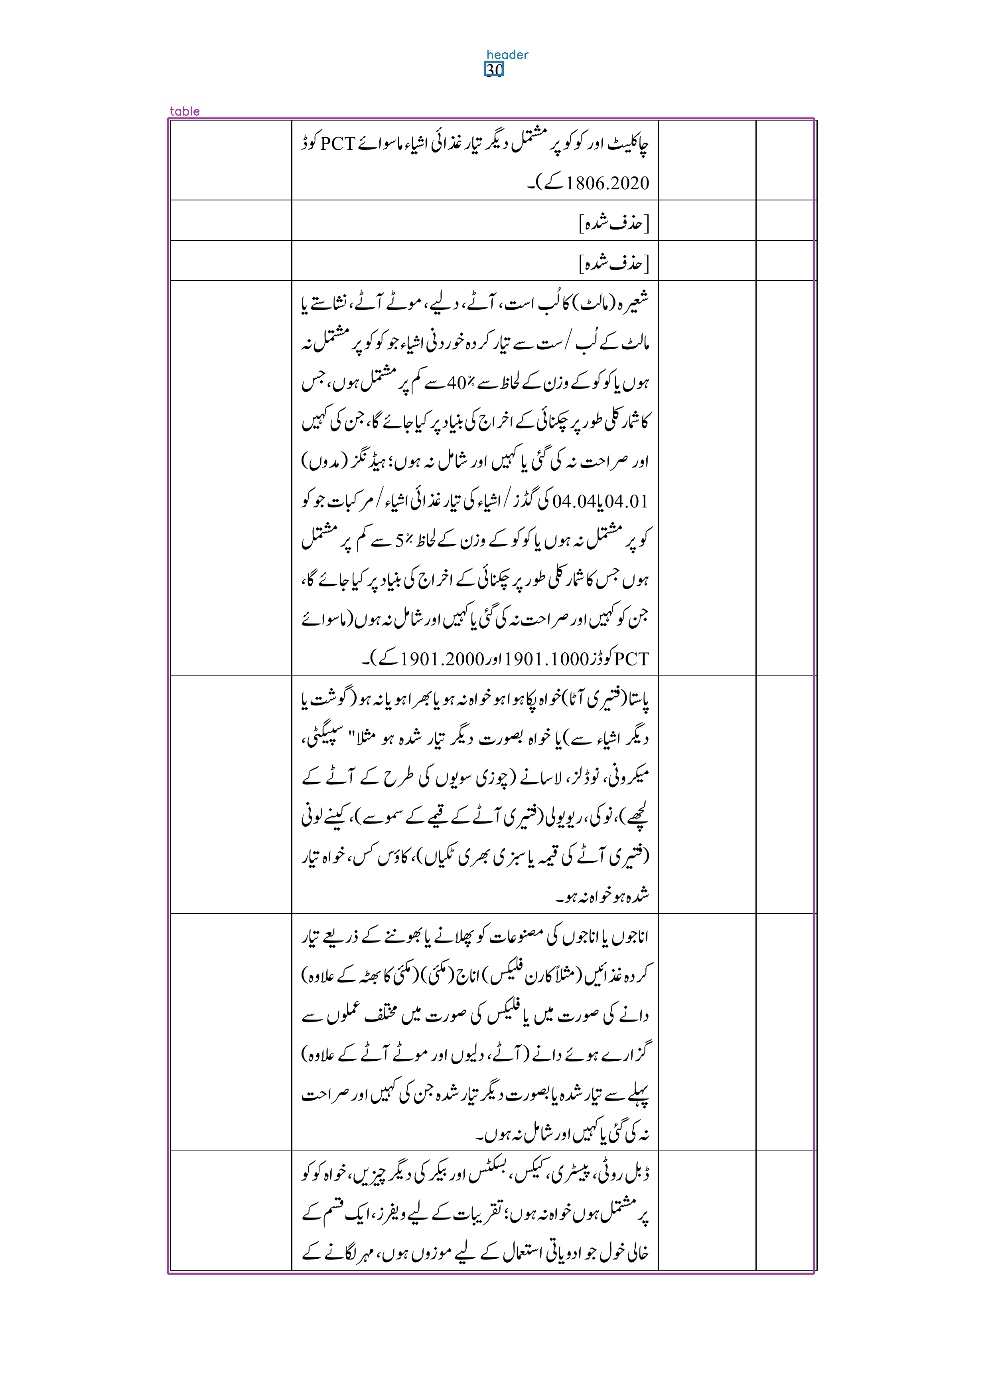 header
30
table
چاکلیٹ اور کوکو پر مشتمل دیگر تیار غذائی اشیاء ماسوائے PCT کوڈ
1806.2020 کے)۔
[حذف شدہ]
[حذف شدہ]
شعیرہ (مالٹ) کا لُب است، آٹے، دلیے، موٹے آٹے، نشاستے یا
مالٹ کے لُب / ست سے تیار کردہ خوردنی اشیاء جو کوکو پر مشتمل نہ
ہوں یا کوکو کے وزن کے لحاظ سے 40% سے کم پر مشتمل ہوں، جس
کا شمار کلی طور پر چکنائی کے اخراج کی بنیاد پر کیا جائے گا، جن کی کہیں
اور صراحت نہ کی گئی یا کہیں اور شامل نہ ہوں؛ ہیڈنگز (مدوں)
04.01 یا 04.04 کی گڈز / اشیاء کی تیار غذائی اشیاء / مرکبات جو کو
کو پر مشتمل نہ ہوں یا کوکو کے وزن کے لحاظ 5% سے کم پر مشتمل
ہوں جس کا شمار کلی طور پر چکنائی کے اخراج کی بنیاد پر کیا جائے گا،
جن کو کہیں اور صراحت نہ کی گئی یا کہیں اور شامل نہ ہوں (ماسوائے
PCT کوڈز 1901.1000 اور 1901.2000 کے)۔
پاستا (فتیری آٹا) خواہ پکا ہوا ہو خواہ نہ ہو یا بھرا ہو یا نہ ہو (گوشت یا
دیگر اشیاء سے) یا خواہ بصورت دیگر تیار شدہ ہو مثلا" سپیگٹی،
میکرونی، نوڈلز، لاسانے (چوزی سویوں کی طرح کے آٹے کے
لچھے)، نوکی، ریویولی (فتیری آٹے کے قیمے کے سموسے)، کینے لونی
(فتیری آٹے کی قیمہ یا سبزی بھری ٹکیاں)، کاؤس کس، خواہ تیار
شدہ ہو خواہ نہ ہو۔
اناجوں یا اناجوں کی مصنوعات کو پھلانے یا بھوننے کے ذریعے تیار
کردہ غذائیں (مثلاً کارن فلیکس) اناج (مکئی) (مکئی کا بھٹہ کے علاوہ)
دانے کی صورت میں یا فلیکس کی صورت میں مختلف عملوں سے
گزارے ہوئے دانے (آٹے، دلیوں اور موٹے آٹے کے علاوہ)
پہلے سے تیار شدہ یا بصورت دیگر تیار شدہ جن کی کہیں اور صراحت
نہ کی گئی یا کہیں اور شامل نہ ہوں۔
ڈبل روٹی، پیسٹری، کیکس، بسکٹس اور بیکر کی دیگر چیزیں، خواہ کوکو
پر مشتمل ہوں خواہ نہ ہوں؛ تقریبات کے لیے ویفرز، ایک قسم کے
خالی خول جو ادویاتی استعمال کے لیے موزوں ہوں، مہر لگانے کے